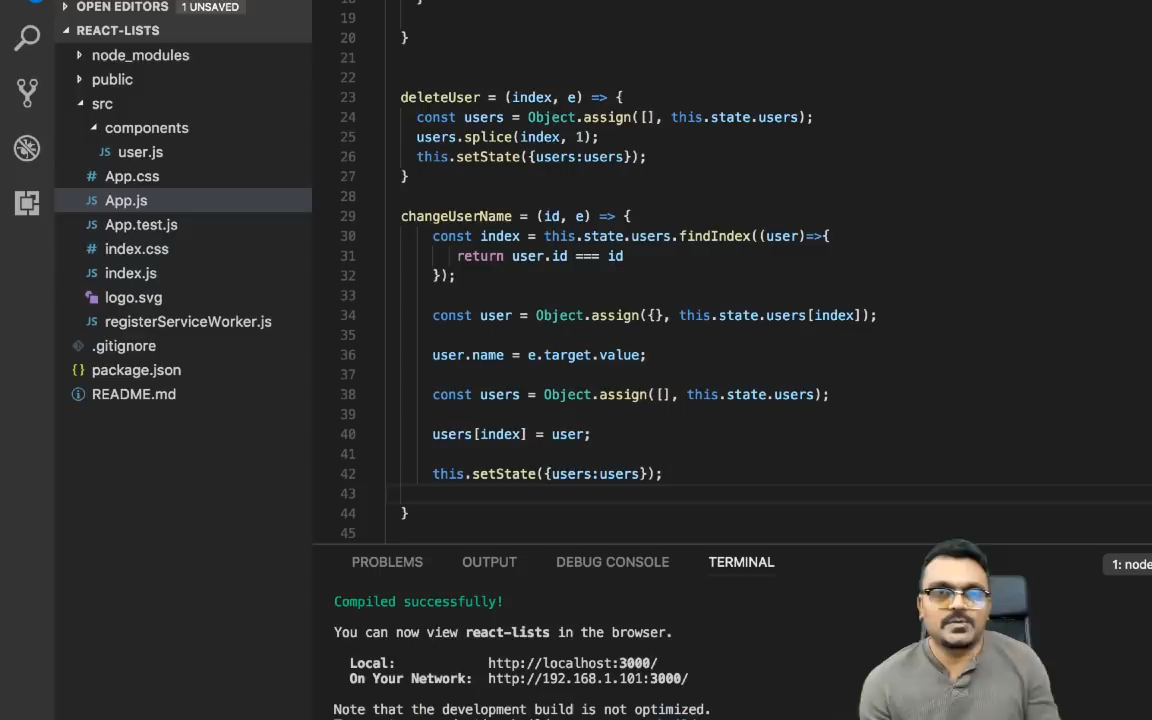 OPEN EDITORS 1 UNSAVED
REACT-LISTS
node_modules
public
src
components
JS user.js
# App.css
JS App.js
JS App.test.js
# index.css
JS index.js
logo.svg
JS registerServiceWorker.js
.gitignore
{} package.json
README.md
18 }
19
20 }
21
22
23 deleteUser = (index, e) => {
24 const users = Object.assign([], this.state.users);
25 users.splice(index, 1);
26 this.setState({users:users});
27 }
28
29 changeUserName = (id, e) => {
30 const index = this.state.users.findIndex((user)=>{
31 return user.id === id
32 });
33
34 const user = Object.assign({}, this.state.users[index]);
35
36 user.name = e.target.value;
37
38 const users = Object.assign([], this.state.users);
39
40 users[index] = user;
41
42 this.setState({users:users});
43
44 }
45
PROBLEMS OUTPUT DEBUG CONSOLE TERMINAL 1: node
Compiled successfully!
You can now view react-lists in the browser.
Local: http://localhost:3000/
On Your Network: http://192.168.1.101:3000/
Note that the development build is not optimized.